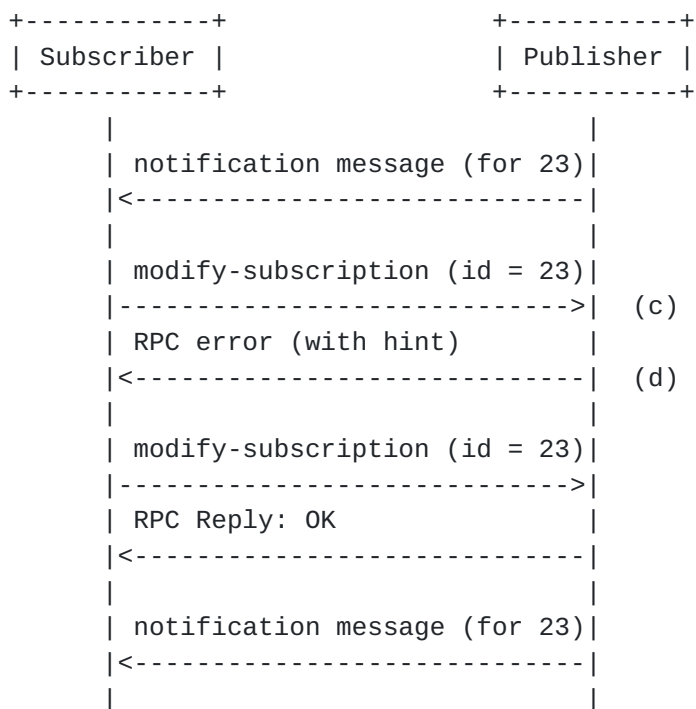 +------------+                 +-----------+
| Subscriber |                 | Publisher |
+------------+                 +-----------+
      |                              |
      | notification message (for 23)|
      |<-----------------------------|
      |                              |
      | modify-subscription (id = 23)|
      |----------------------------->|  (c)
      | RPC error (with hint)        |
      |<-----------------------------|  (d)
      |                              |
      | modify-subscription (id = 23)|
      |----------------------------->|
      | RPC Reply: OK                |
      |<-----------------------------|
      |                              |
      | notification message (for 23)|
      |<-----------------------------|
      |                              |